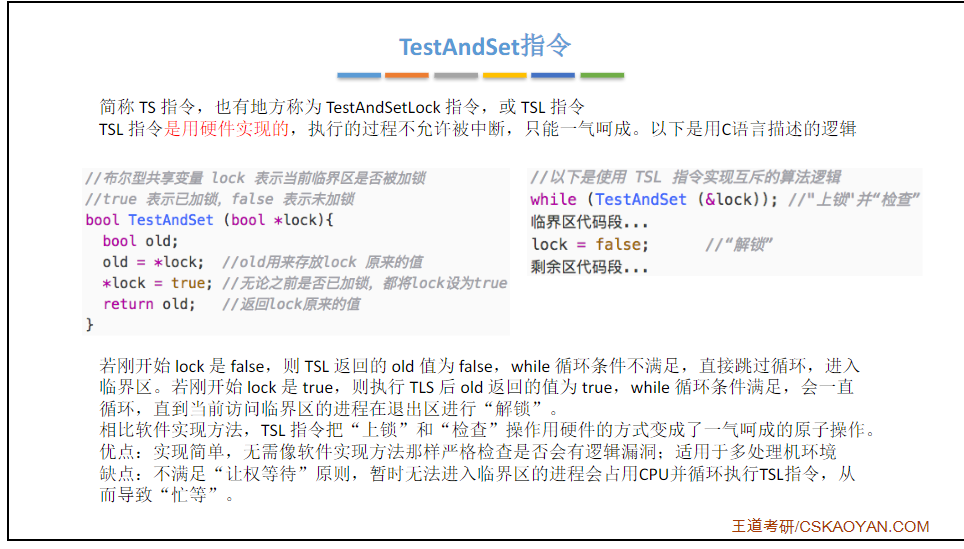 TestAndSet指令
简称 TS 指令，也有地方称为 TestAndSetLock 指令，或 TSL 指令
TSL 指令是用硬件实现的，执行的过程不允许被中断，只能一气呵成。以下是用C语言描述的逻辑
//布尔型共享变量 lock 表示当前临界区是否被加锁
//true 表示已加锁，false 表示未加锁
bool TestAndSet (bool *lock){
bool old;
old = *lock; //old用来存放lock 原来的值
*lock = true; //无论之前是否已加锁，都将lock设为true
return old; //返回lock原来的值
}
//以下是使用 TSL 指令实现互斥的算法逻辑
while (TestAndSet (&lock)); //"上锁"并“检查”
临界区代码段...
lock = false; //“解锁”
剩余区代码段...
若刚开始 lock 是 false，则 TSL 返回的 old 值为 false，while 循环条件不满足，直接跳过循环，进入
临界区。若刚开始 lock 是 true，则执行 TLS 后 old 返回的值为 true，while 循环条件满足，会一直
循环，直到当前访问临界区的进程在退出区进行“解锁”。
相比软件实现方法，TSL 指令把“上锁”和“检查”操作用硬件的方式变成了一气呵成的原子操作。
优点：实现简单，无需像软件实现方法那样严格检查是否会有逻辑漏洞；适用于多处理机环境
缺点：不满足“让权等待”原则，暂时无法进入临界区的进程会占用CPU并循环执行TSL指令，从
而导致“忙等”。
王道考研/CSKAOYAN.COM